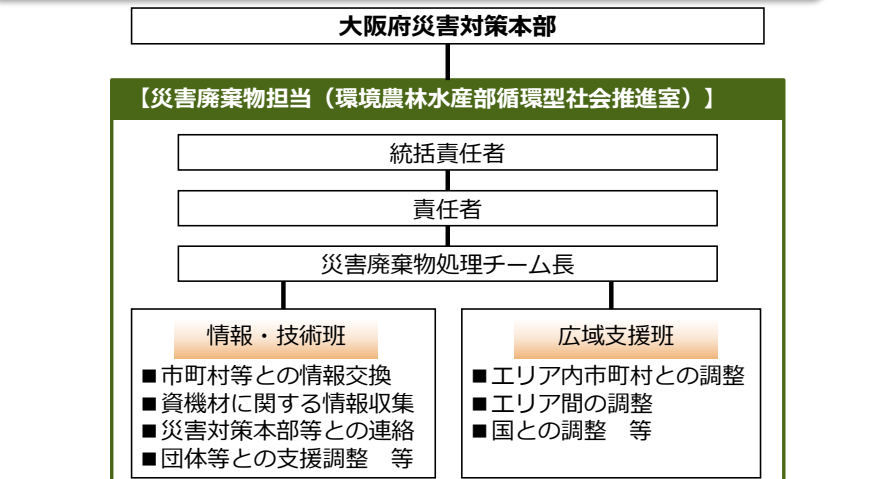 大阪府災害対策本部
【災害廃棄物担当（環境農林水産部循環型社会推進室）】
統括責任者
責任者
災害廃棄物処理チーム長
情報・技術班
■市町村等との情報交換
■資機材に関する情報収集
■災害対策本部等との連絡
■団体等との支援調整　等
広域支援班
■エリア内市町村との調整
■エリア間の調整
■国との調整　等